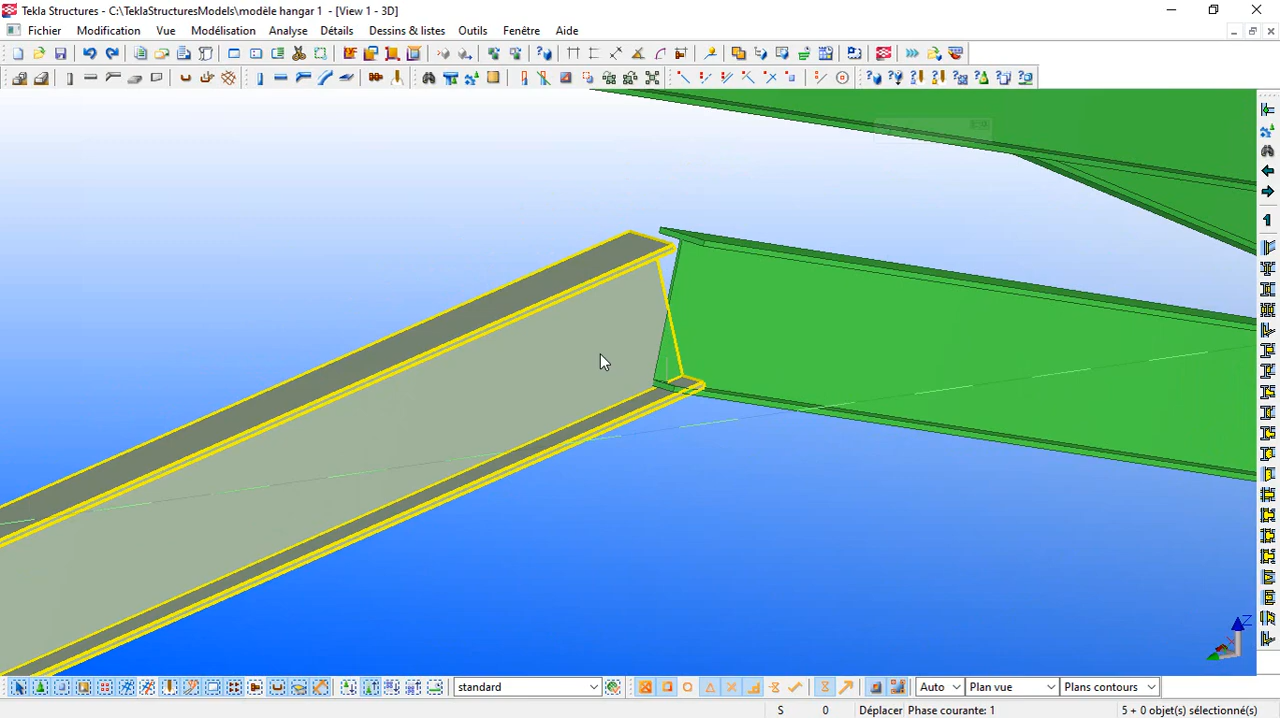 Tekla Structures - C:\TeklaStructuresModels\modèle hangar 1 - [View 1 - 3D]
Fichier Modification Vue Modélisation Analyse Détails Dessins & listes Outils Fenêtre Aide
Z
standard Auto Plan vue Plans contours
S 0 Déplacer Phase courante: 1 5 + 0 objet(s) sélectionné(s)